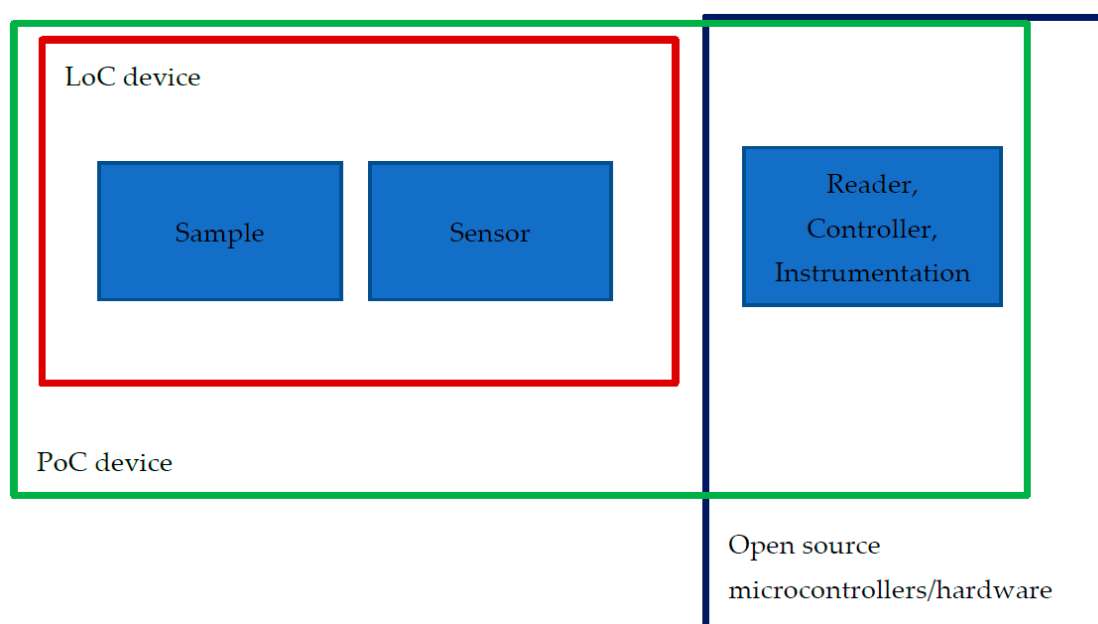 LoC device
Sample
Sensor
Reader,
Controller,
Instrumentation
PoC device
Open source
microcontrollers/hardware